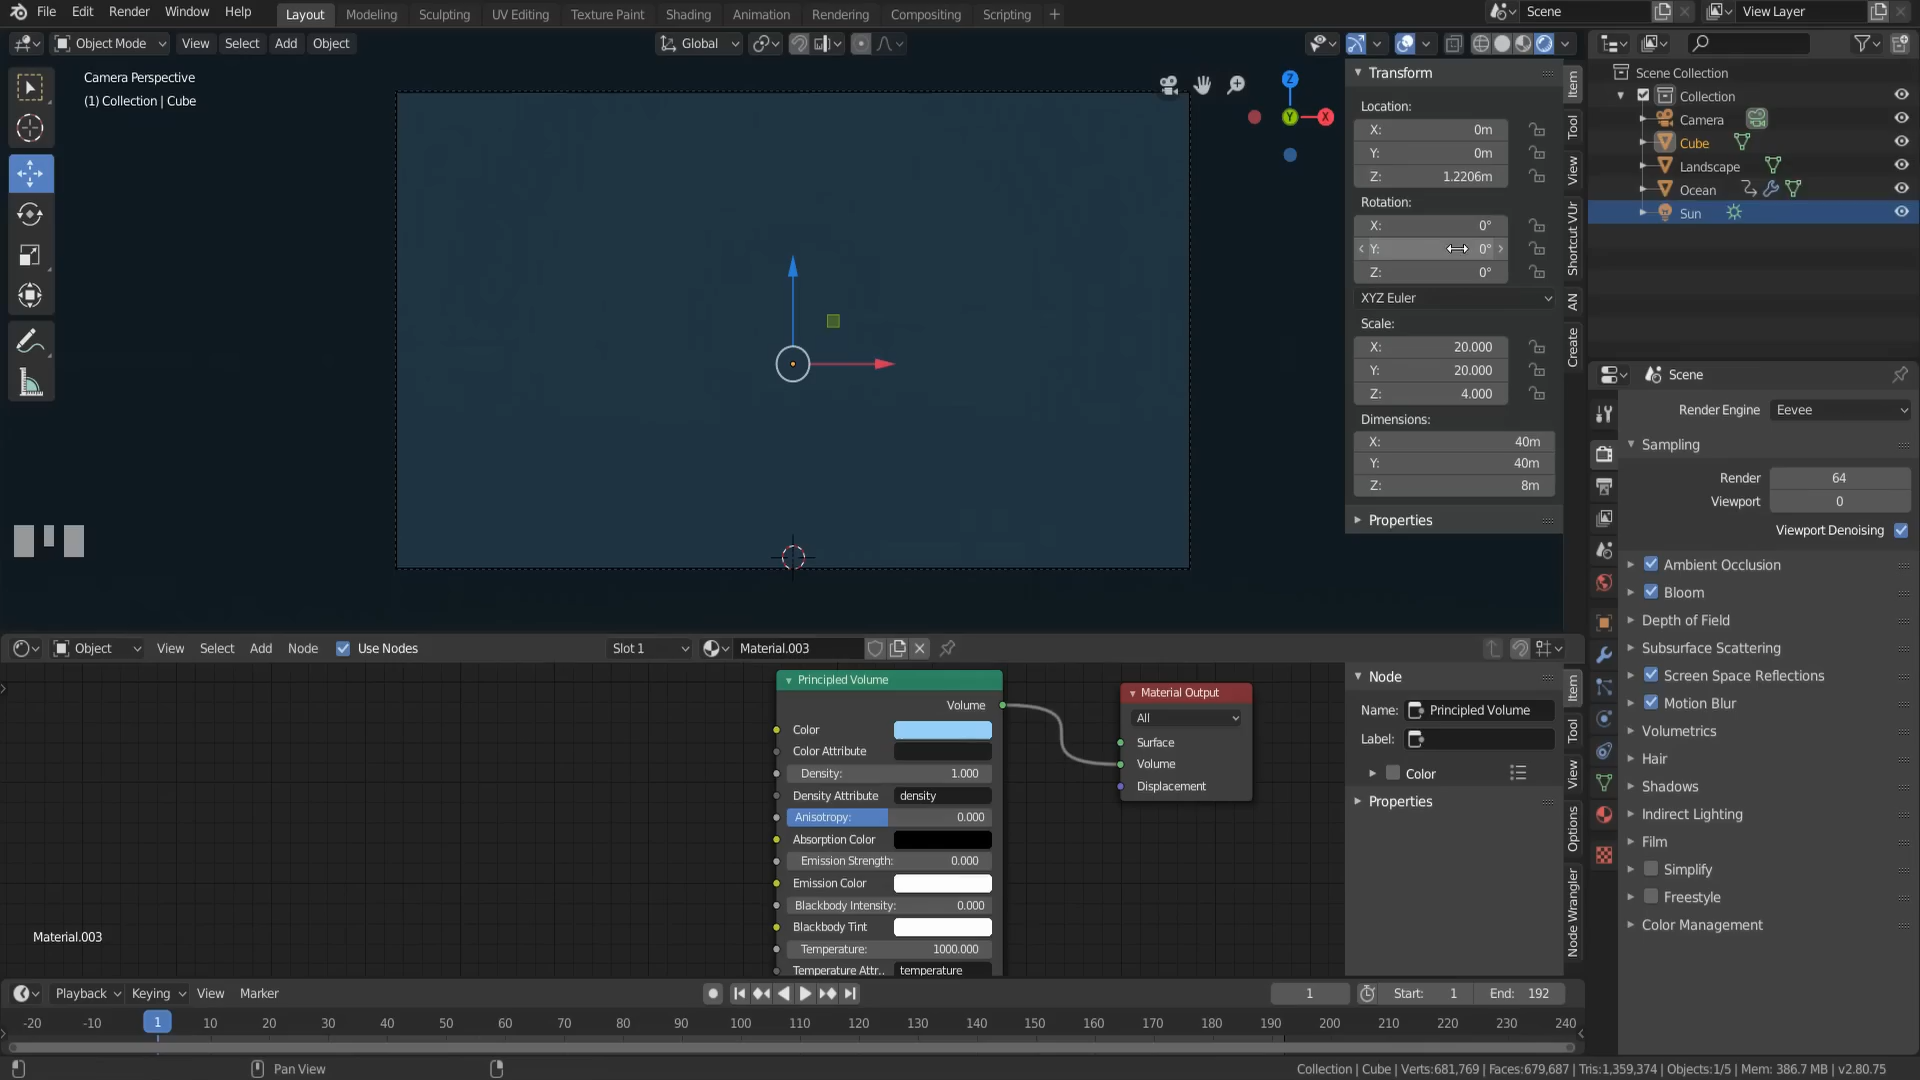 File Edit Render Window Help Layout Modeling Sculpting UV Editing Texture Paint Shading Animation Rendering Compositing Scripting + Scene View Layer
Object Mode View Select Add Object Global
Camera Perspective
(1) Collection | Cube
Z
Y
X
Transform
Location:
X: 0m
Y: 0m
Z: 1.2206m
Rotation:
X: 0°
Y: 0°
Z: 0°
XYZ Euler
Scale:
X: 20.000
Y: 20.000
Z: 4.000
Dimensions:
X: 40m
Y: 40m
Z: 8m
Properties
Item
Tool
View
Shortcut VUr
AN
Create
Scene Collection
Collection
Camera
Cube
Landscape
Ocean
Sun
Scene
Render Engine Eevee
Sampling
Render 64
Viewport 0
Viewport Denoising
Ambient Occlusion
Bloom
Depth of Field
Subsurface Scattering
Screen Space Reflections
Motion Blur
Volumetrics
Hair
Shadows
Indirect Lighting
Film
Simplify
Freestyle
Color Management
Object View Select Add Node Use Nodes Slot 1 Material.003
Principled Volume
Volume
Color
Color Attribute
Density: 1.000
Density Attribute density
Anisotropy: 0.000
Absorption Color
Emission Strength: 0.000
Emission Color
Blackbody Intensity: 0.000
Blackbody Tint
Temperature: 1000.000
Temperature Attr.. temperature
Material Output
All
Surface
Volume
Displacement
Node
Name: Principled Volume
Label:
Color
Properties
Item
Tool
View
Options
Node Wrangler
Material.003
Playback Keying View Marker 1 Start: 1 End: 192
-20 -10 1 10 20 30 40 50 60 70 80 90 100 110 120 130 140 150 160 170 180 190 200 210 220 230 240
Pan View
Collection | Cube | Verts:681,769 | Faces:679,687 | Tris:1,359,374 | Objects:1/5 | Mem: 386.7 MB | v2.80.75